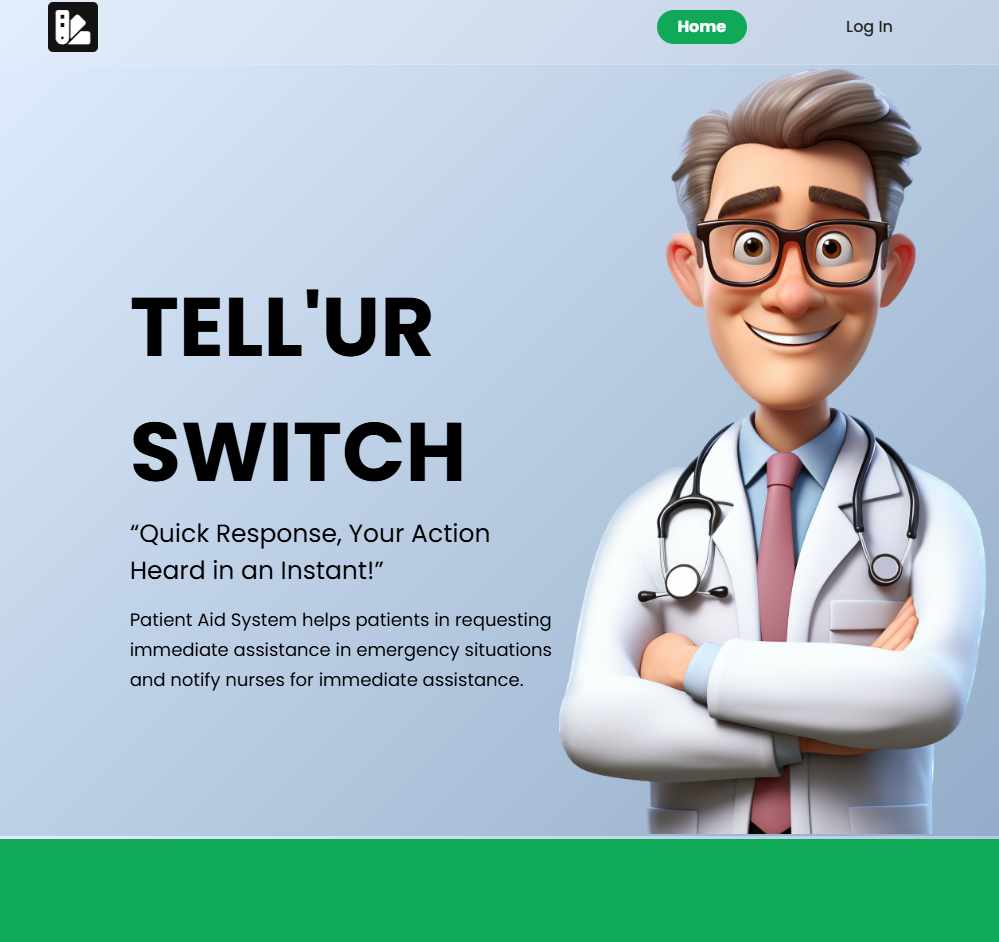 Home
Log In
TELL'UR
SWITCH
“Quick Response, Your Action
Heard in an Instant!”
Patient Aid System helps patients in requesting
immediate assistance in emergency situations
and notify nurses for immediate assistance.